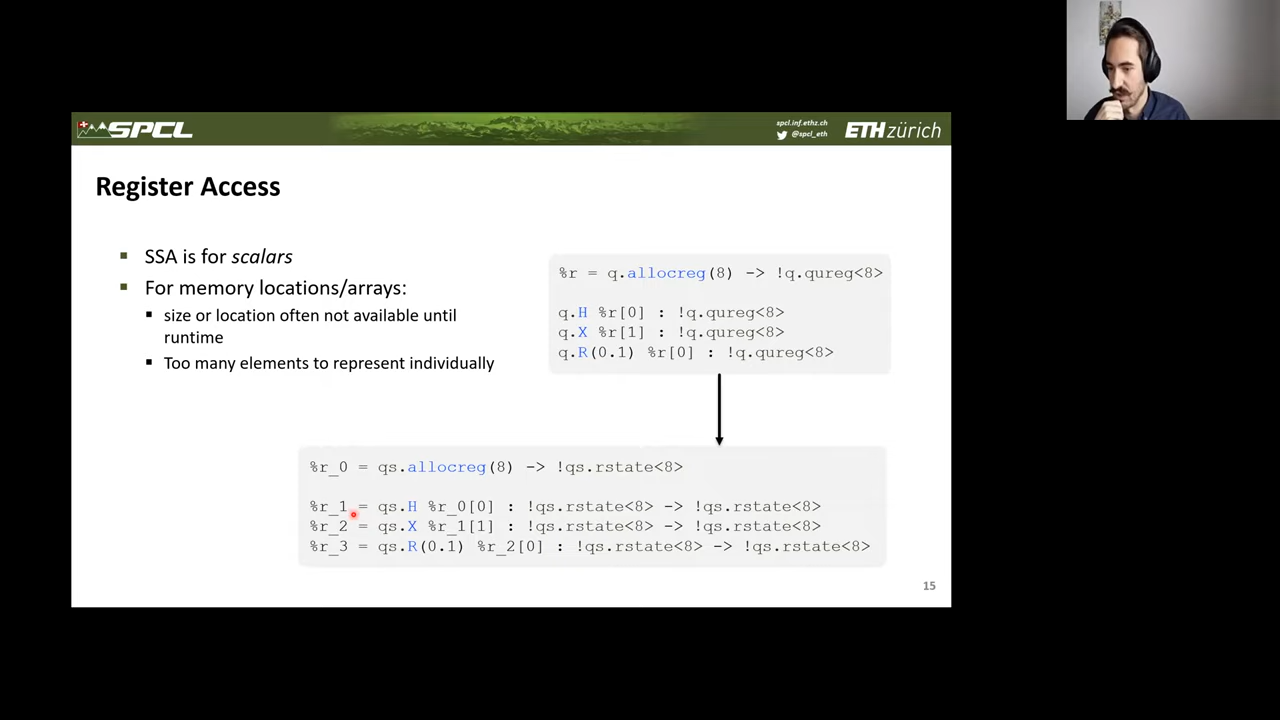 SPCL
spcl.inf.ethz.ch
@spcl_eth
ETH zürich
Register Access
SSA is for scalars
For memory locations/arrays:
size or location often not available until
runtime
Too many elements to represent individually
%r = q.allocreg(8) -> !q.qureg<8>
q.H %r[0] : !q.qureg<8>
q.X %r[1] : !q.qureg<8>
q.R(0.1) %r[0] : !q.qureg<8>
%r_0 = qs.allocreg(8) -> !qs.rstate<8>
%r_1 = qs.H %r_0[0] : !qs.rstate<8> -> !qs.rstate<8>
%r_2 = qs.X %r_1[1] : !qs.rstate<8> -> !qs.rstate<8>
%r_3 = qs.R(0.1) %r_2[0] : !qs.rstate<8> -> !qs.rstate<8>
15